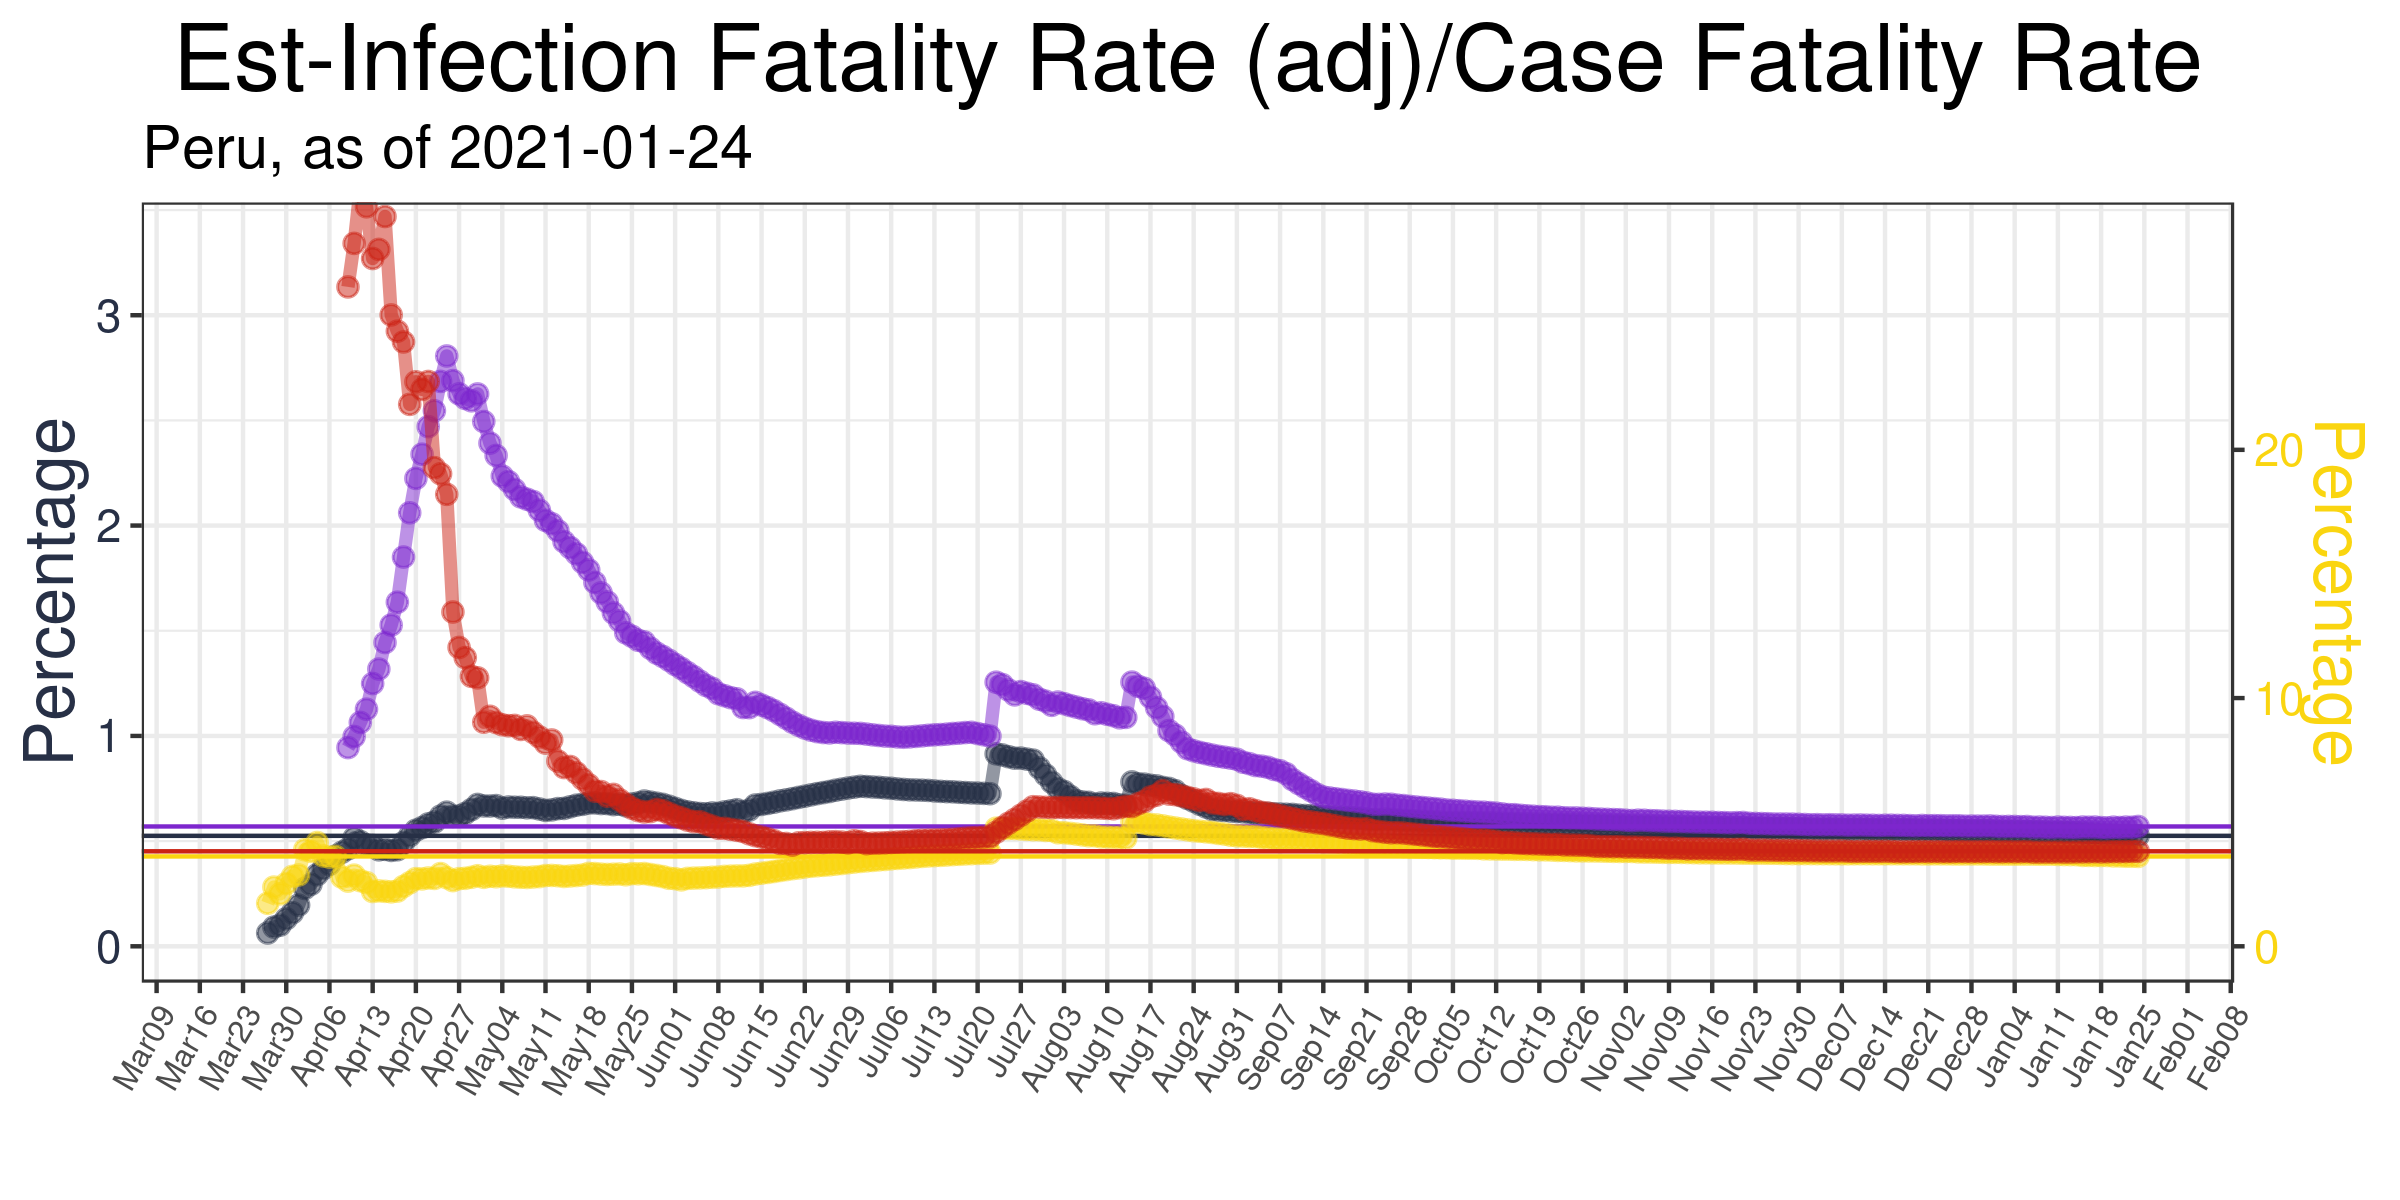 Est-Infection Fatality Rate (adj)/Case Fatality Rate
Peru, as of 2021-01-24
Percentage
3
2
1
0
20
10
0
Percentage
Mar09
Mar16
Mar23
Mar30
Apr06
Apr13
Apr20
Apr27
May04
May11
May18
May25
Jun01
Jun08
Jun15
Jun22
Jun29
Jul06
Jul13
Jul20
Jul27
Aug03
Aug10
Aug17
Aug24
Aug31
Sep07
Sep14
Sep21
Sep28
Oct05
Oct12
Oct19
Oct26
Nov02
Nov09
Nov16
Nov23
Nov30
Dec07
Dec14
Dec21
Dec28
Jan04
Jan11
Jan18
Jan25
Feb01
Feb08